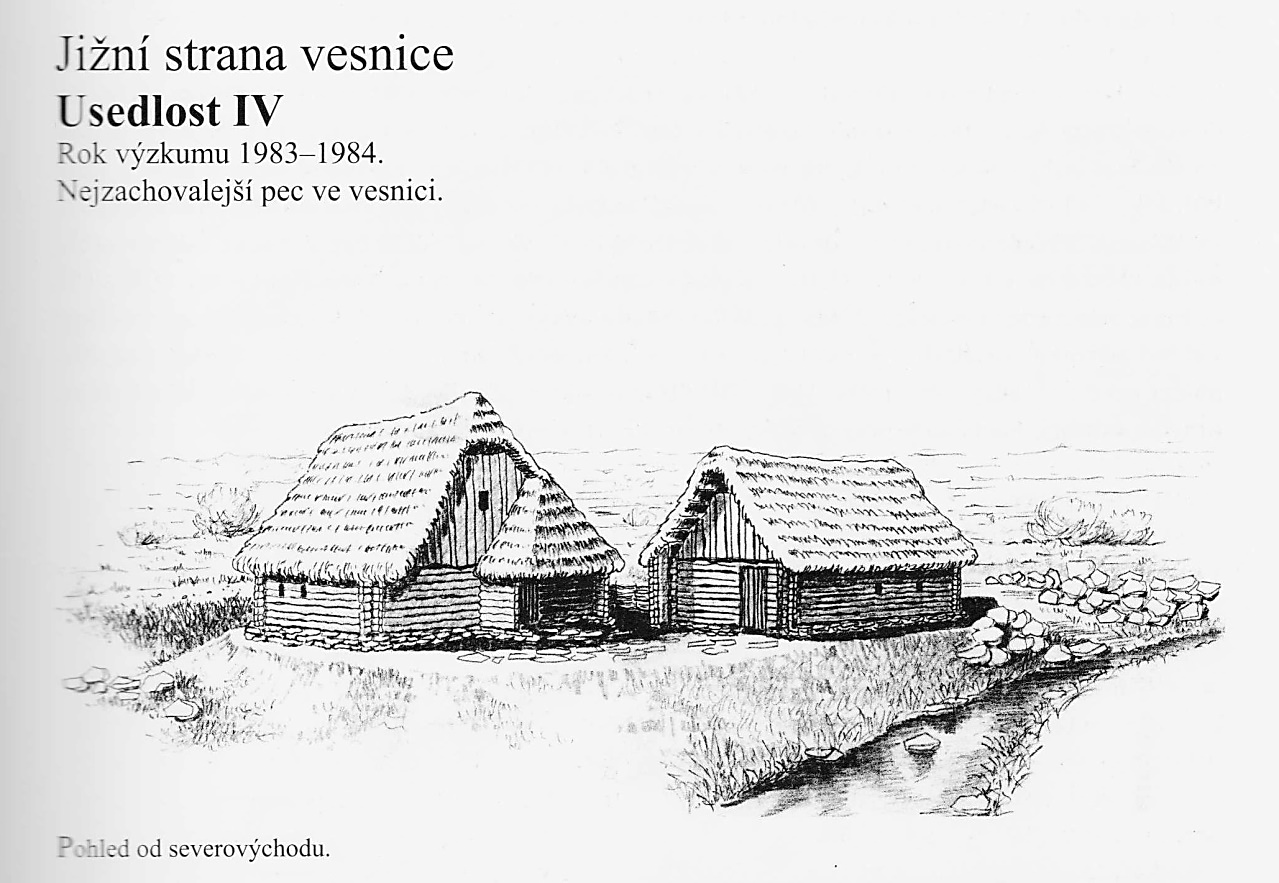 Jižní strana vesnice
Usedlost IV
Rok výzkumu 1983–1984.
Nejzachovalejší pec ve vesnici.
Pohled od severovýchodu.